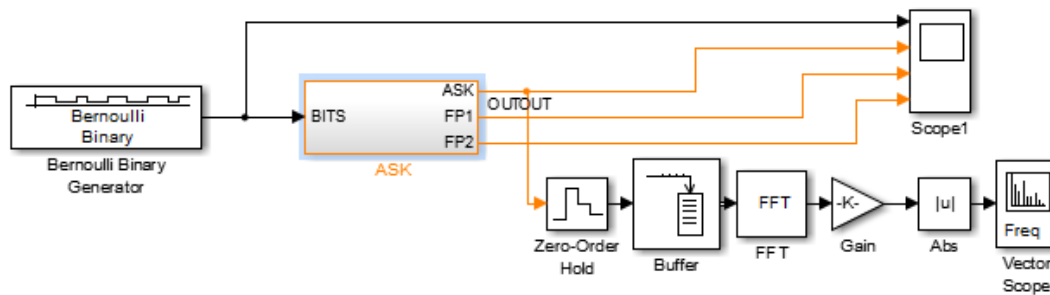 Bernoulli
Binary
Bernoulli Binary
Generator
BITS
ASK
FP1
FP2
ASK
OUTOUT
Scope1
Zero-Order
Hold
Buffer
FFT
FFT
-K-
Gain
|u|
Abs
Freq
Vector
Scope